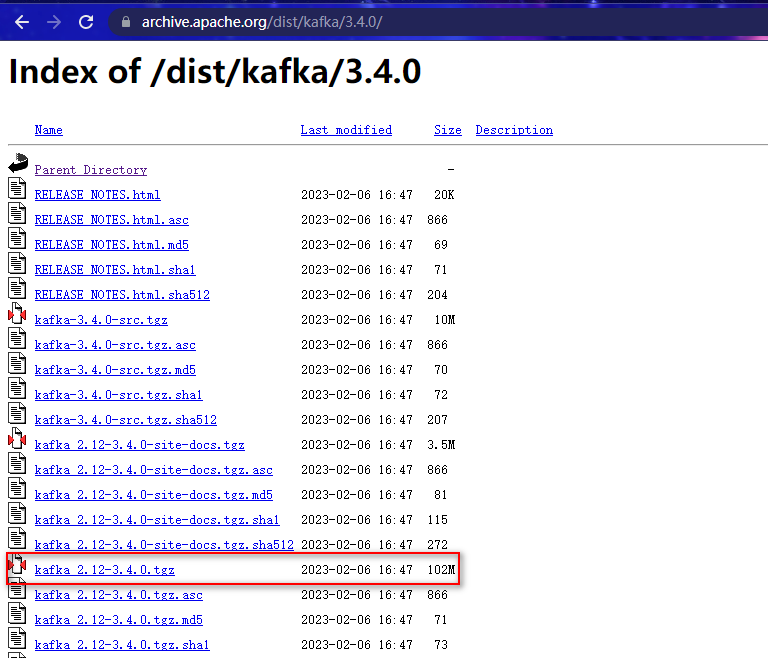 archive.apache.org/dist/kafka/3.4.0/
Index of /dist/kafka/3.4.0
Name Last modified Size Description
Parent Directory -
RELEASE_NOTES.html 2023-02-06 16:47 20K
RELEASE_NOTES.html.asc 2023-02-06 16:47 866
RELEASE_NOTES.html.md5 2023-02-06 16:47 69
RELEASE_NOTES.html.sha1 2023-02-06 16:47 71
RELEASE_NOTES.html.sha512 2023-02-06 16:47 204
kafka-3.4.0-src.tgz 2023-02-06 16:47 10M
kafka-3.4.0-src.tgz.asc 2023-02-06 16:47 866
kafka-3.4.0-src.tgz.md5 2023-02-06 16:47 70
kafka-3.4.0-src.tgz.sha1 2023-02-06 16:47 72
kafka-3.4.0-src.tgz.sha512 2023-02-06 16:47 207
kafka_2.12-3.4.0-site-docs.tgz 2023-02-06 16:47 3.5M
kafka_2.12-3.4.0-site-docs.tgz.asc 2023-02-06 16:47 866
kafka_2.12-3.4.0-site-docs.tgz.md5 2023-02-06 16:47 81
kafka_2.12-3.4.0-site-docs.tgz.sha1 2023-02-06 16:47 115
kafka_2.12-3.4.0-site-docs.tgz.sha512 2023-02-06 16:47 272
kafka_2.12-3.4.0.tgz 2023-02-06 16:47 102M
kafka_2.12-3.4.0.tgz.asc 2023-02-06 16:47 866
kafka_2.12-3.4.0.tgz.md5 2023-02-06 16:47 71
kafka_2.12-3.4.0.tgz.sha1 2023-02-06 16:47 73